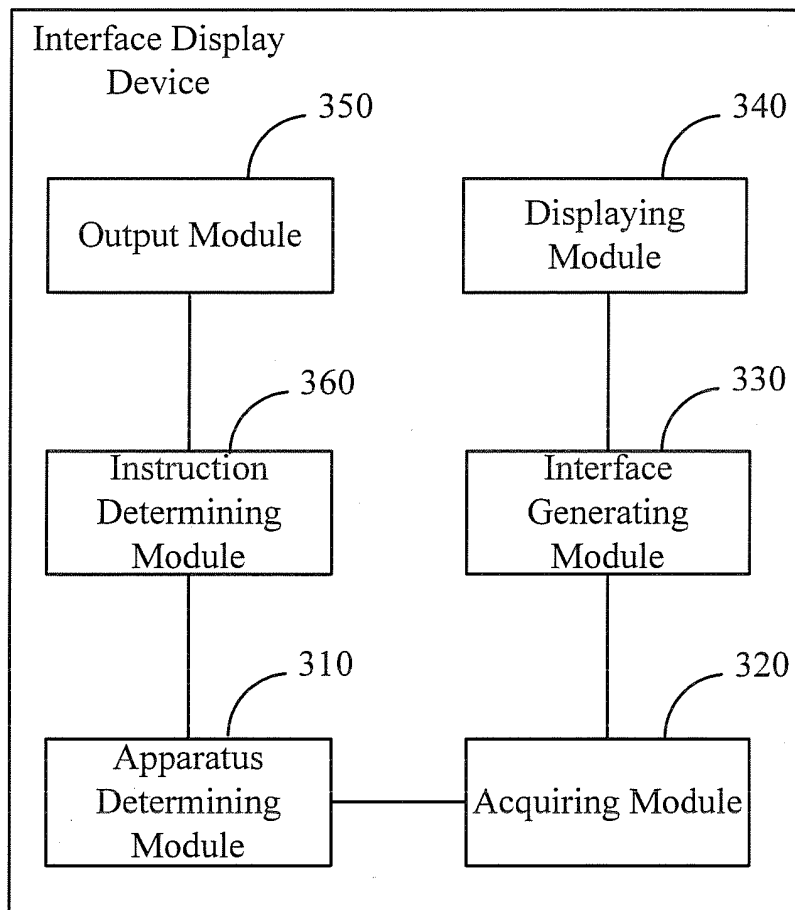 Interface Display
Device
350
340
Output Module
Displaying
Module
360
330
Instruction
Determining
Module
Interface
Generating
Module
310
320
Apparatus
Determining
Module
Acquiring Module